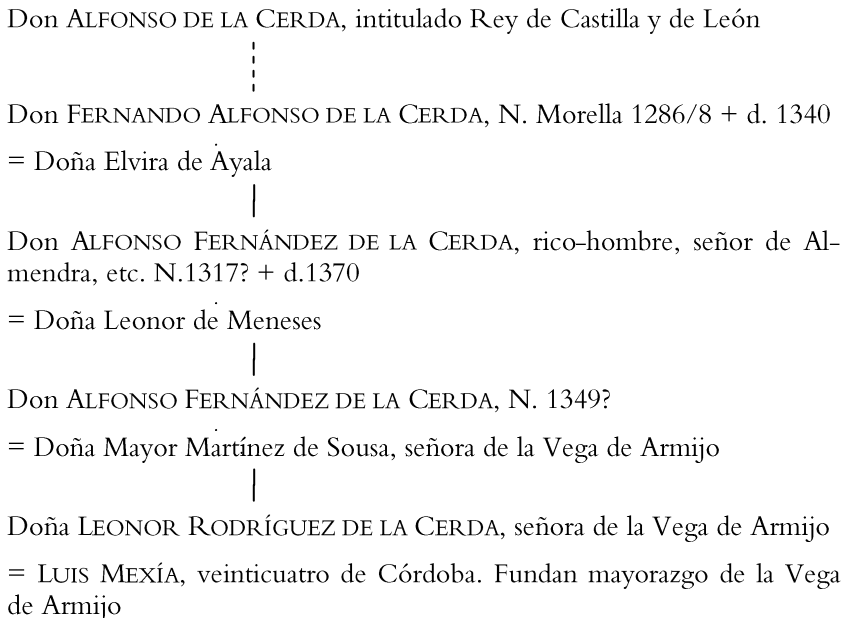 Don ALFONSO DE LA CERDA, intitulado Rey de Castilla y de León
Don FERNANDO ALFONSO DE LA CERDA, N. Morella 1286/8 + d. 1340
= Doña Elvira de Ayala
Don ALFONSO FERNÁNDEZ DE LA CERDA, rico-hombre, señor de Al-
mendra, etc. N.1317? + d.1370
= Doña Leonor de Meneses
Don ALFONSO FERNÁNDEZ DE LA CERDA, N. 1349?
= Doña Mayor Martínez de Sousa, señora de la Vega de Armijo
Doña LEONOR RODRÍGUEZ DE LA CERDA, señora de la Vega de Armijo
= LUIS MEXÍA, veinticuatro de Córdoba. Fundan mayorazgo de la Vega
de Armijo